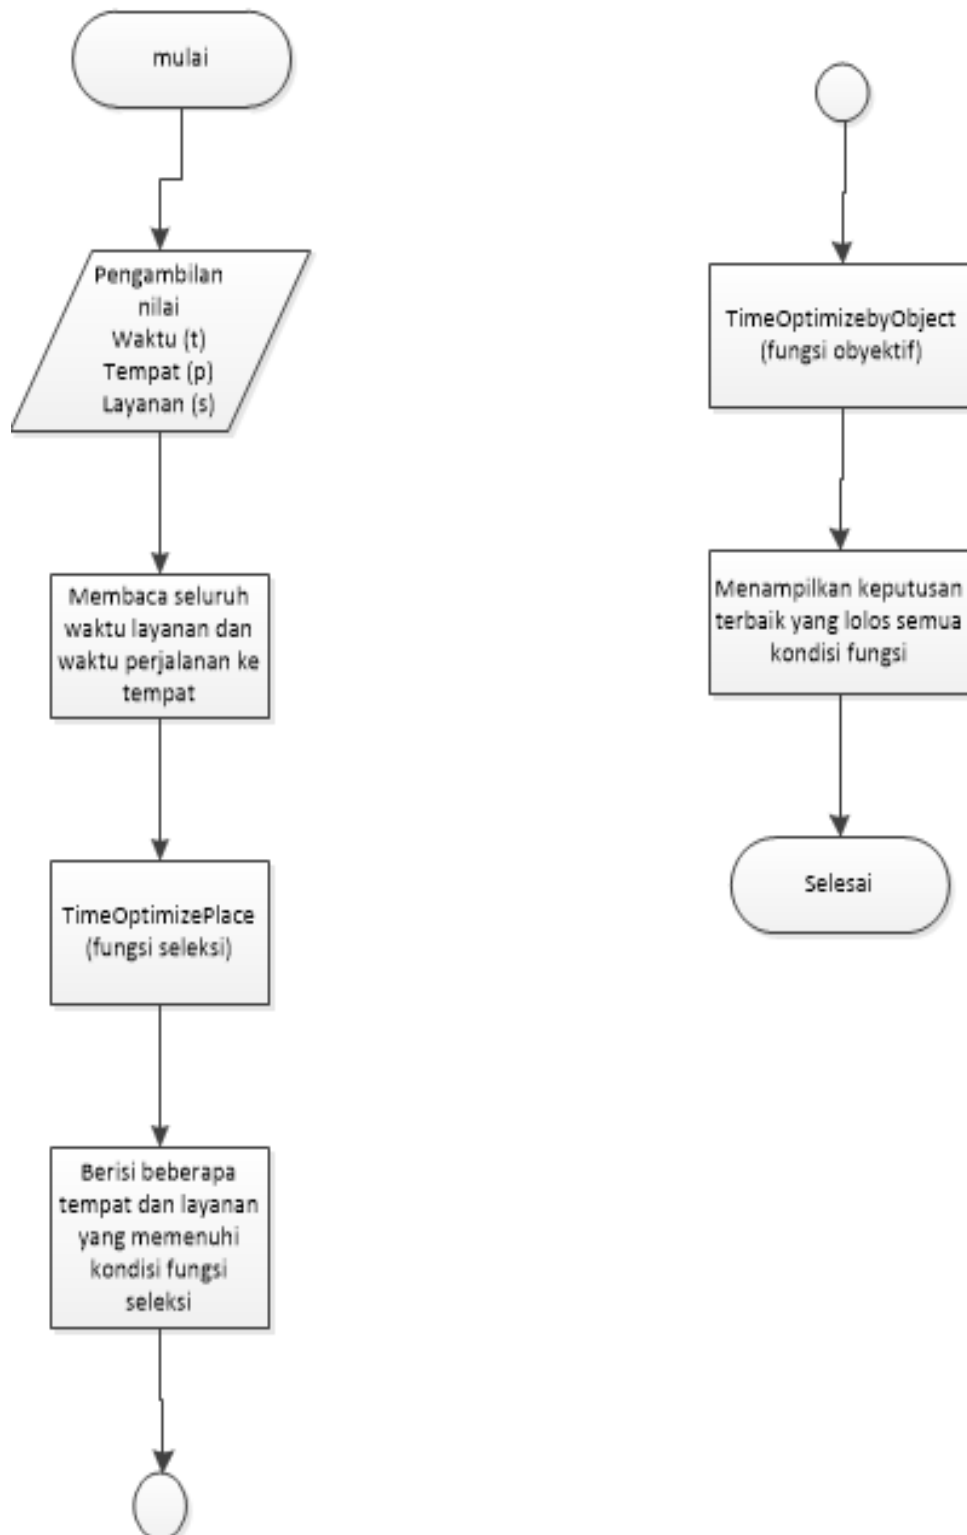 mulai
Pengambilan
nilai
Waktu (t)
Tempat (p)
Layanan (s)
Membaca seluruh
waktu layanan dan
waktu perjalanan ke
tempat
TimeOptimizePlace
(fungsi seleksi)
Berisi beberapa
tempat dan layanan
yang memenuhi
kondisi fungsi
seleksi
TimeOptimizebyObject
(fungsi obyektif)
Menampilkan keputusan
terbaik yang lolos semua
kondisi fungsi
Selesai